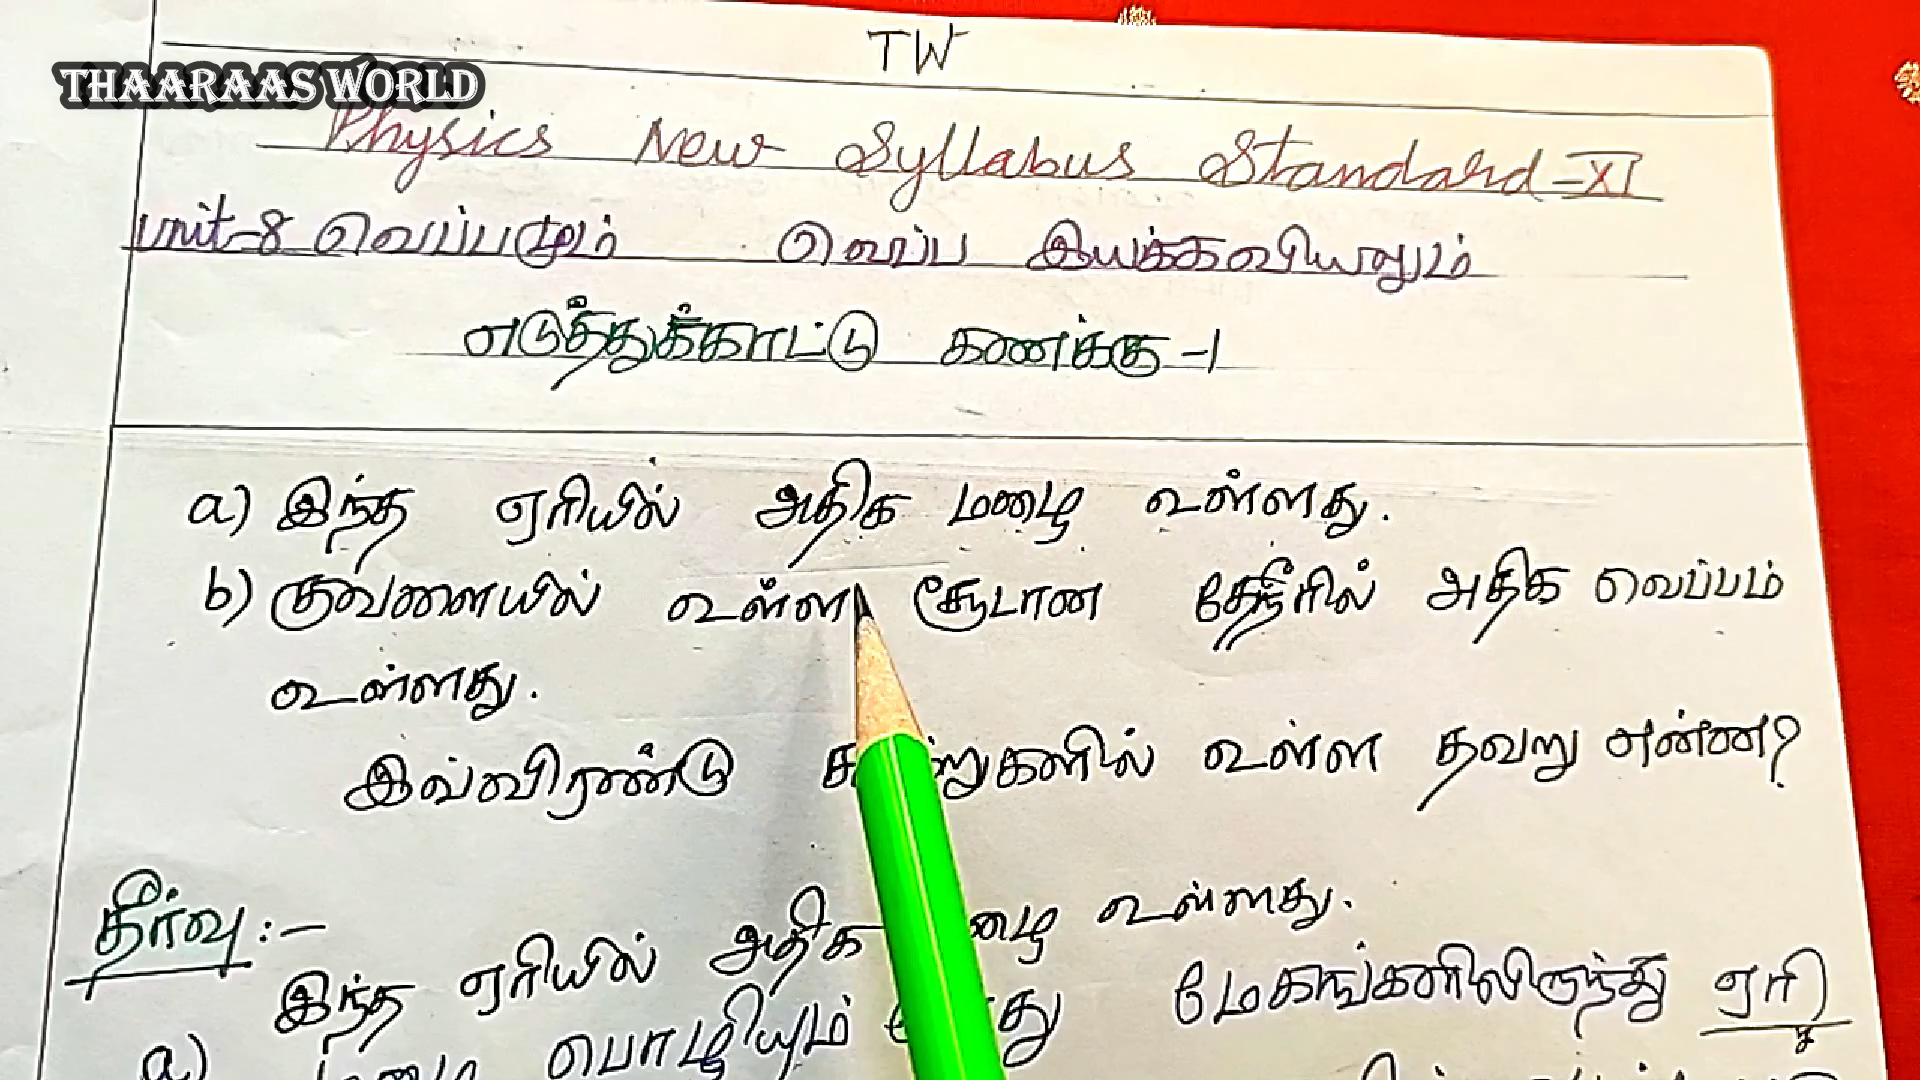 TW
THAARAAS WORLD
Physics New Syllabus Standard-XI
Unit-8 வெப்பமும் வெப்ப இயக்கவியலும்
எடுத்துக்காட்டு கணக்கு-1
a) இந்த ஏரியில் அதிக மழை உள்ளது.
b) குவளையில் உள்ள சூடான தேநீரில் அதிக வெப்பம்
உள்ளது.
இவ்விரண்டு உள்ள தவறு என்ன?
தீர்வு:-
இந்த ஏரியில் அதிக உள்ளது.
a) மழை பொழியும் மேகங்களிலிருந்து ஏரி